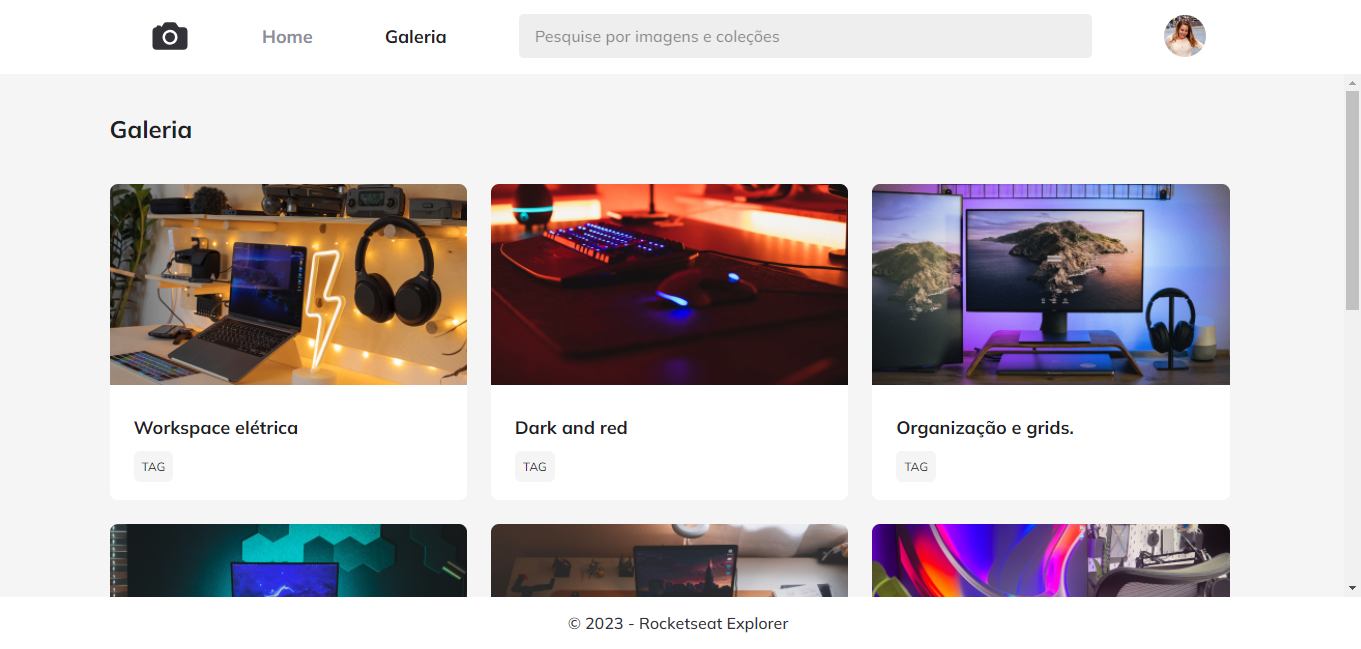 Home
Galeria
Pesquise por imagens e coleções
Galeria
Workspace elétrica
TAG
Dark and red
TAG
Organização e grids.
TAG
© 2023 - Rocketseat Explorer